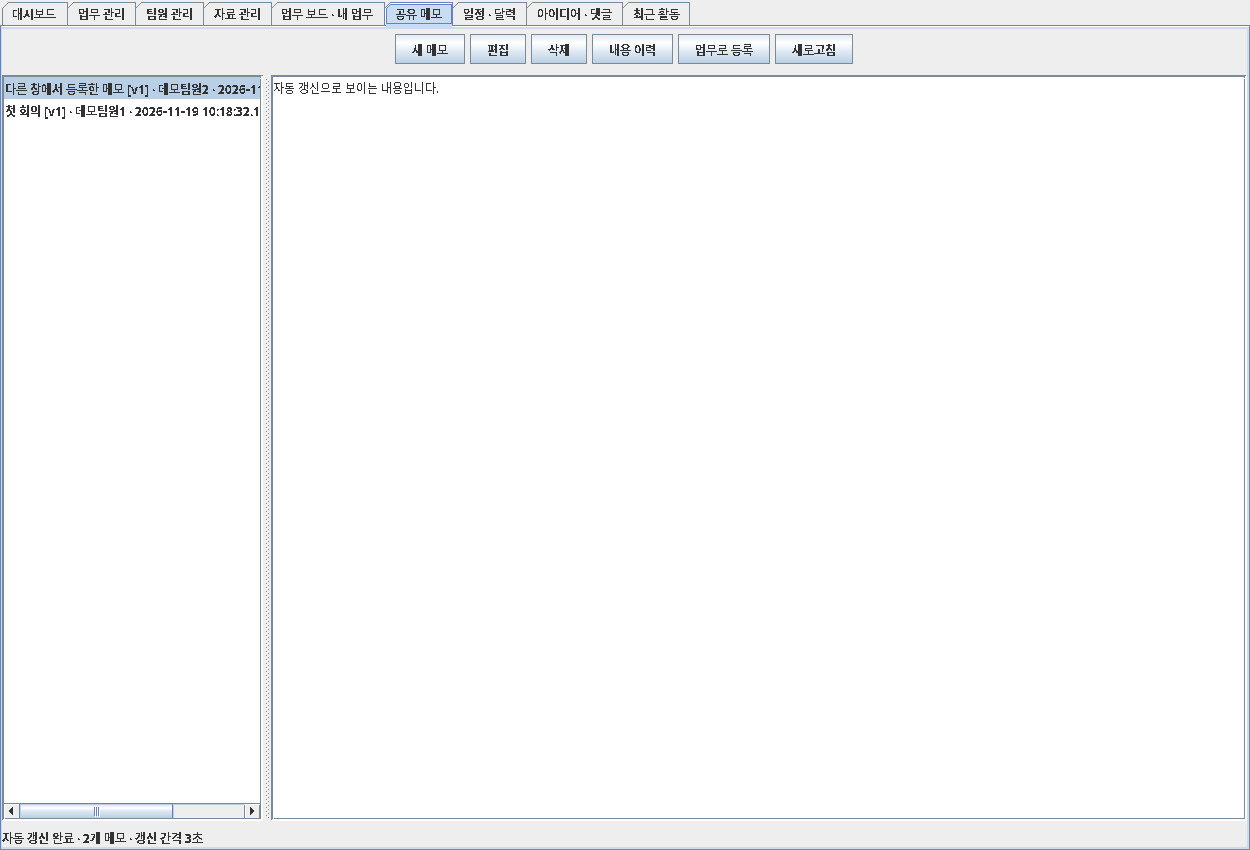 대시보드 업무 관리 팀원 관리 자료 관리 업무 보드 · 내 업무 공유 메모 일정 · 달력 아이디어 · 댓글 최근 활동
새 메모 편집 삭제 내용 이력 업무로 등록 새로고침
다른 창에서 등록한 메모 [v1] · 데모팀원2 · 2026-11
첫 회의 [v1] · 데모팀원1 · 2026-11-19 10:18:32.1
자동 갱신으로 보이는 내용입니다.
자동 갱신 완료 · 2개 메모 · 갱신 간격 3초